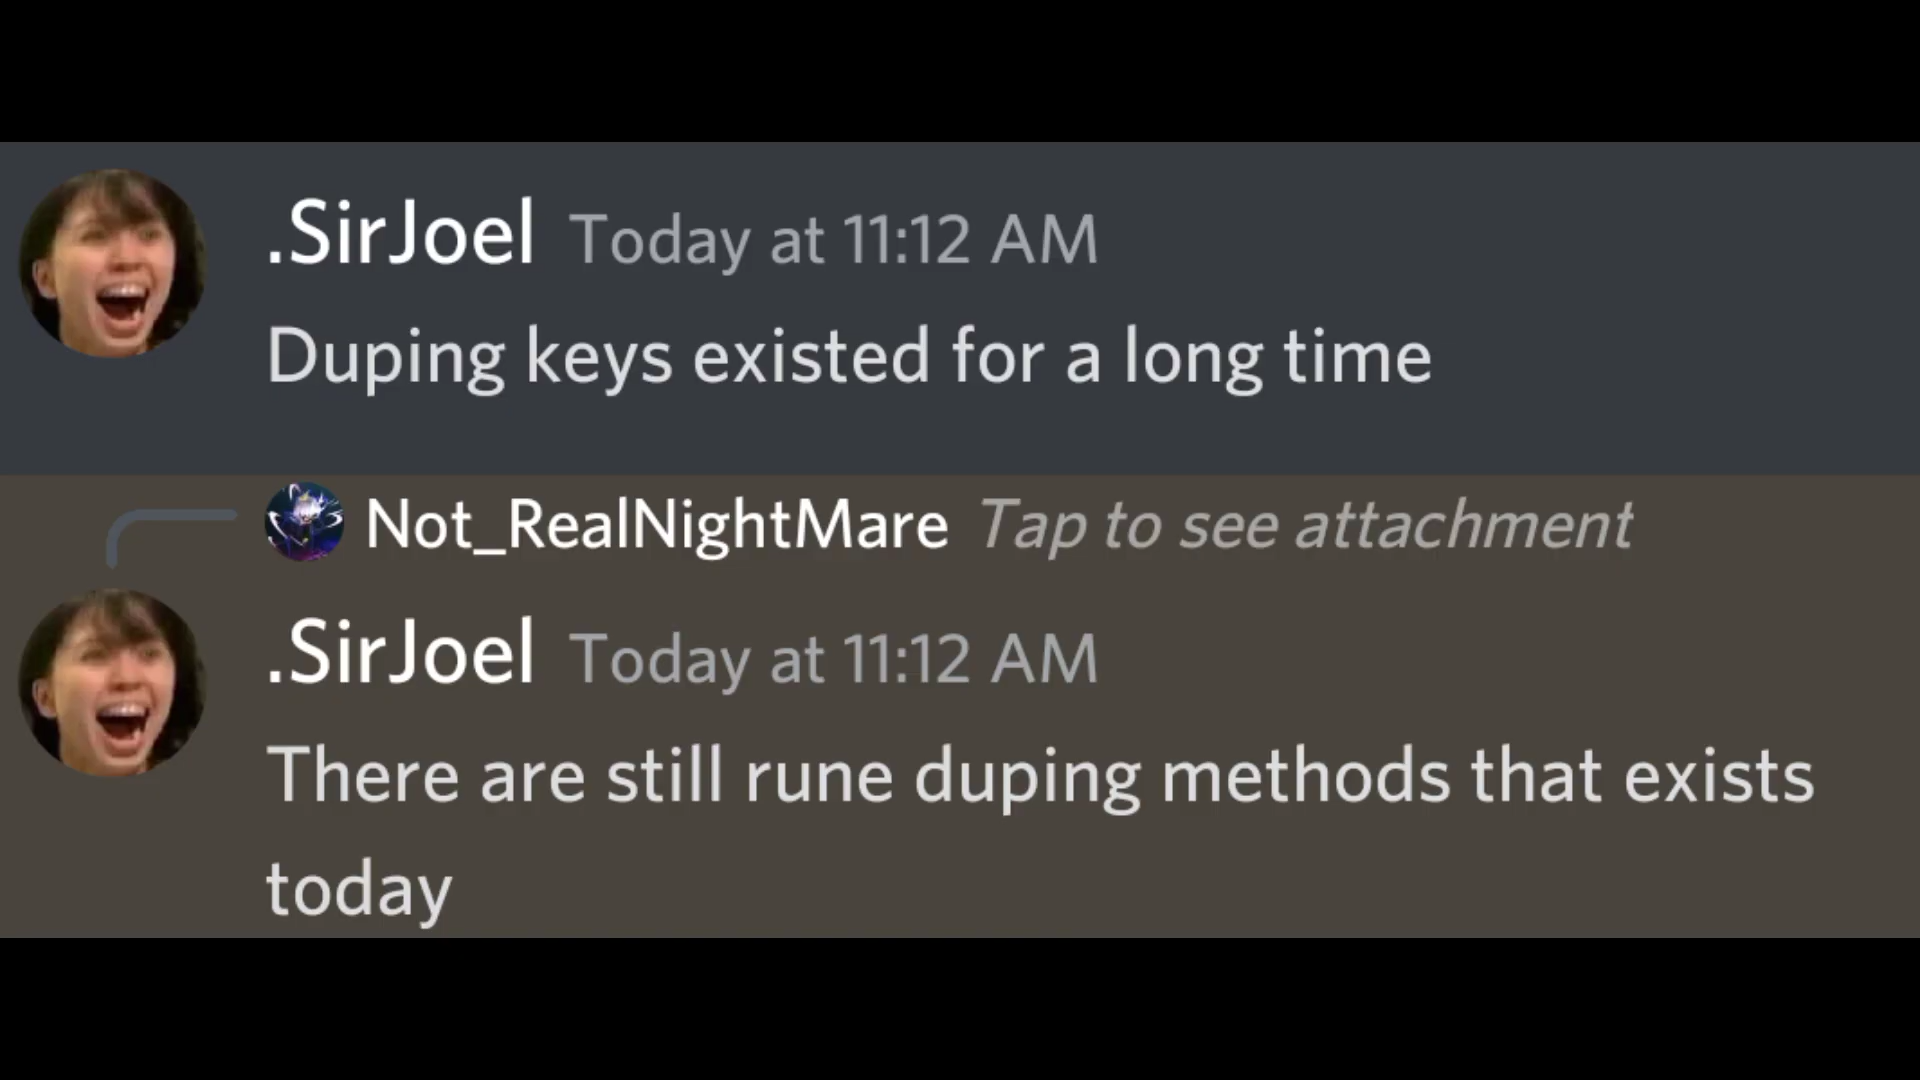 .SirJoel Today at 11:12 AM
Duping keys existed for a long time
Not_RealNightMare Tap to see attachment
.SirJoel Today at 11:12 AM
There are still rune duping methods that exists
today